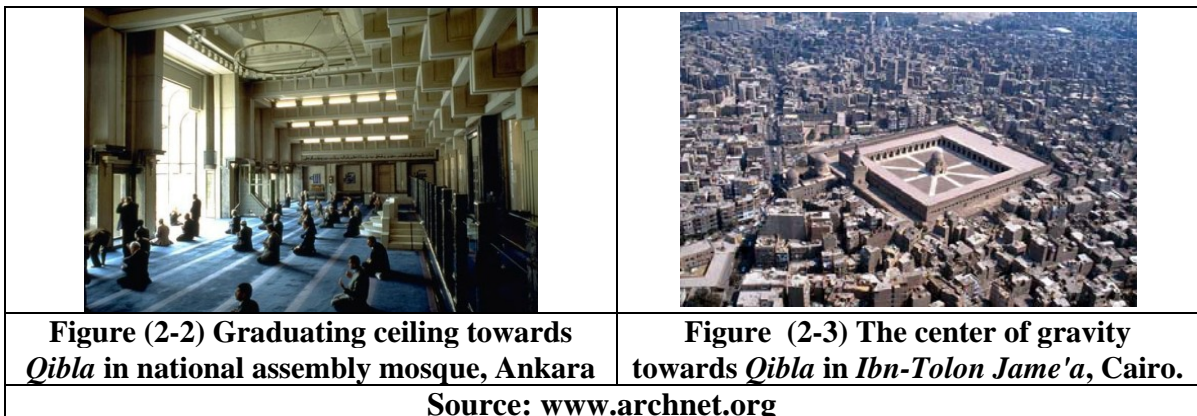 Figure (2-2) Graduating ceiling towards
Qibla in national assembly mosque, Ankara
Figure (2-3) The center of gravity
towards Qibla in Ibn-Tolon Jame'a, Cairo.
Source: www.archnet.org